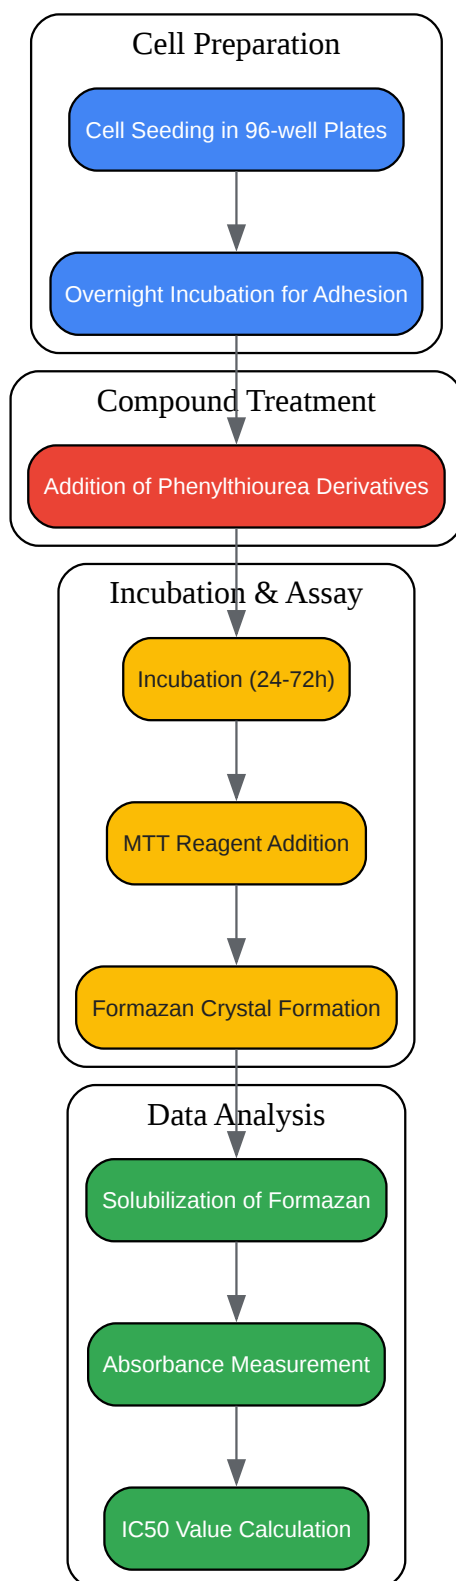 Cell Preparation
Cell Seeding in 96-well Plates
Overnight Incubation for Adhesion
Compound Treatment
Addition of Phenylthiourea Derivatives
Incubation & Assay
Incubation (24-72h)
MTT Reagent Addition
Formazan Crystal Formation
Data Analysis
Solubilization of Formazan
Absorbance Measurement
IC50 Value Calculation